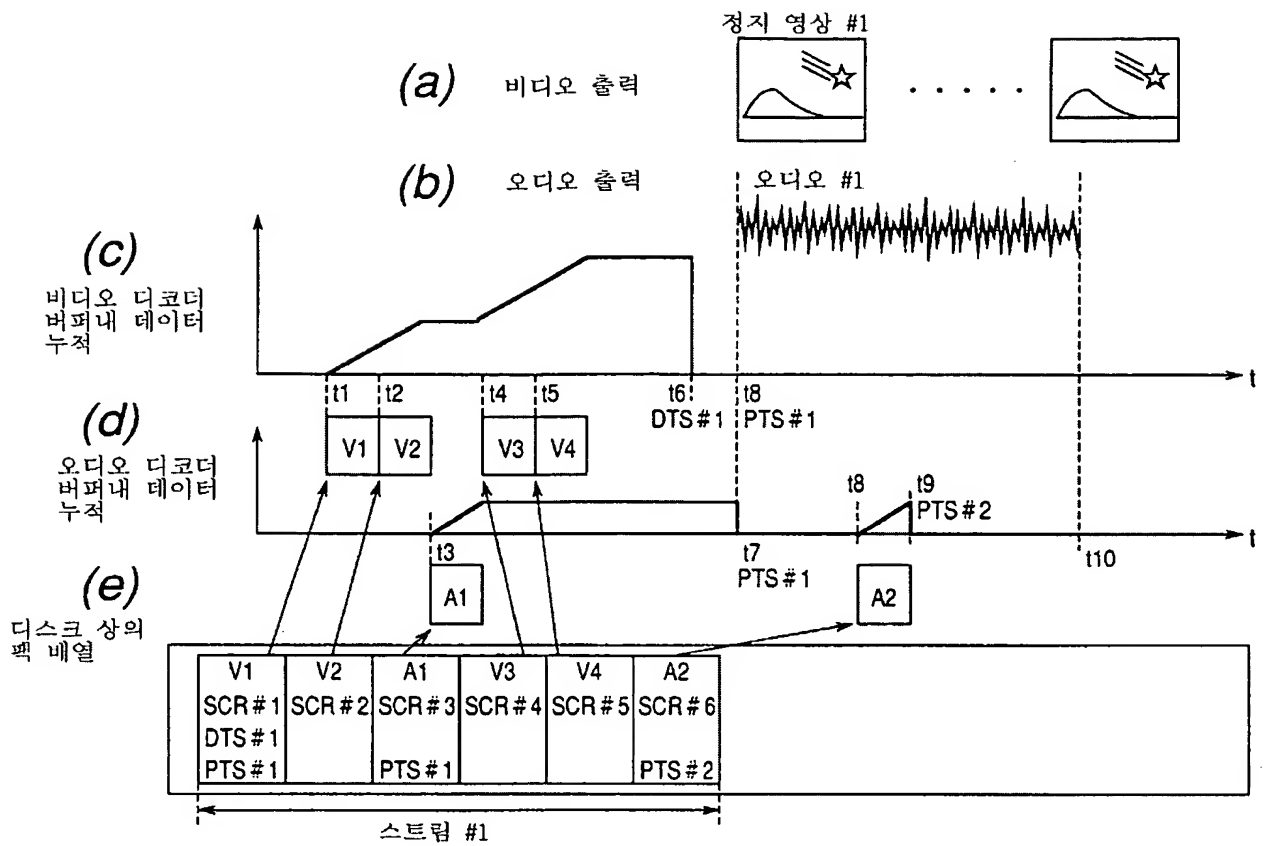 정지 영상 #1
(a) 비디오 출력
(b) 오디오 출력
오디오 #1
(c)
비디오 디코더
버퍼내 데이터
누적
t1 t2 t4 t5 t6 t8 t
DTS#1 PTS#1
(d)
V1 V2 V3 V4
오디오 디코더
버퍼내 데이터
누적
t8 t9
PTS#2
t
t3 t7 t10
PTS#1
(e)
A1 A2
디스크 상의
팩 배열
V1 V2 A1 V3 V4 A2
SCR#1 SCR#2 SCR#3 SCR#4 SCR#5 SCR#6
DTS#1
PTS#1 PTS#1 PTS#2
스트림 #1